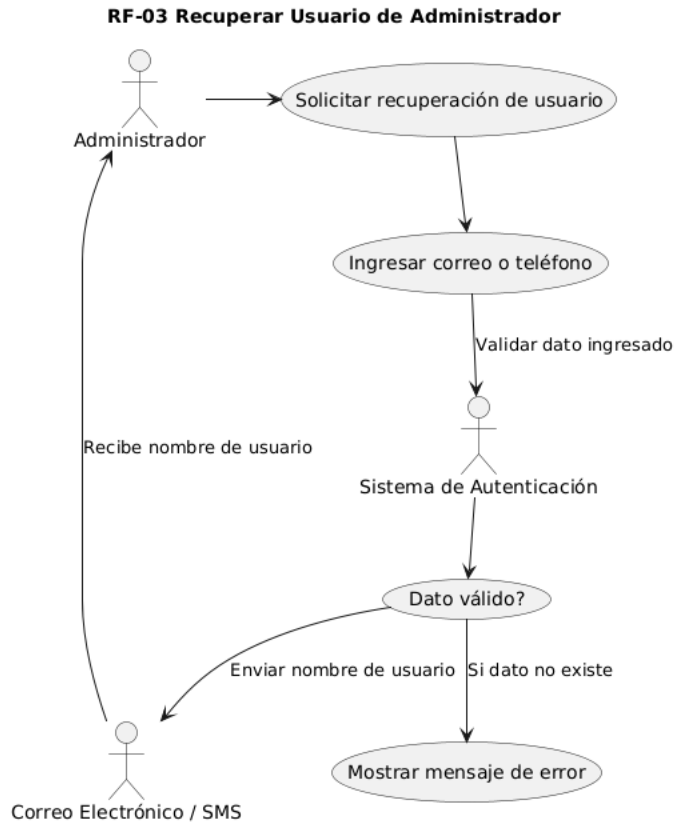 RF-03 Recuperar Usuario de Administrador
Solicitar recuperación de usuario
Administrador
Ingresar correo o teléfono
Validar dato ingresado
Recibe nombre de usuario
Sistema de Autenticación
Dato válido?
Enviar nombre de usuario
Si dato no existe
Mostrar mensaje de error
Correo Electrónico / SMS